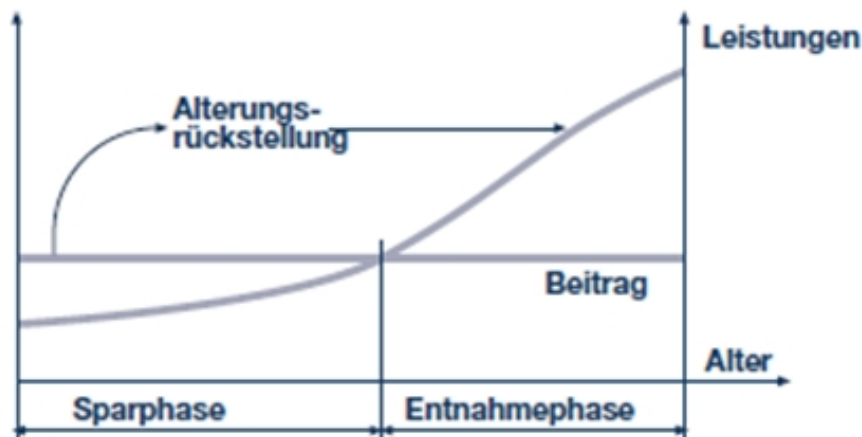 Leistungen
Alterungs-
rückstellung
Beitrag
Alter
Sparphase
Entnahmephase